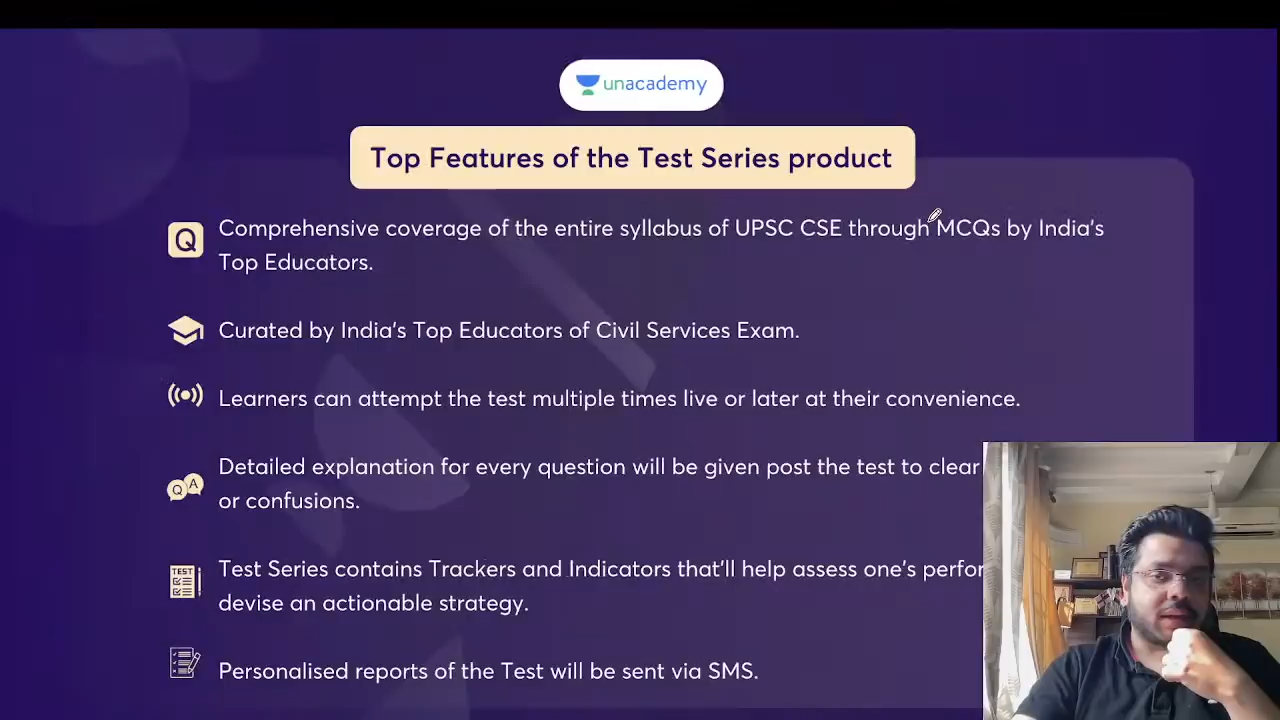 unacademy
Top Features of the Test Series product
Q
Comprehensive coverage of the entire syllabus of UPSC CSE through MCQs by India's
Top Educators.
Curated by India's Top Educators of Civil Services Exam.
Learners can attempt the test multiple times live or later at their convenience.
Detailed explanation for every question will be given post the test to clear
Q A
or confusions.
TEST
Test Series contains Trackers and Indicators that'll help assess one's perfor
devise an actionable strategy.
Personalised reports of the Test will be sent via SMS.